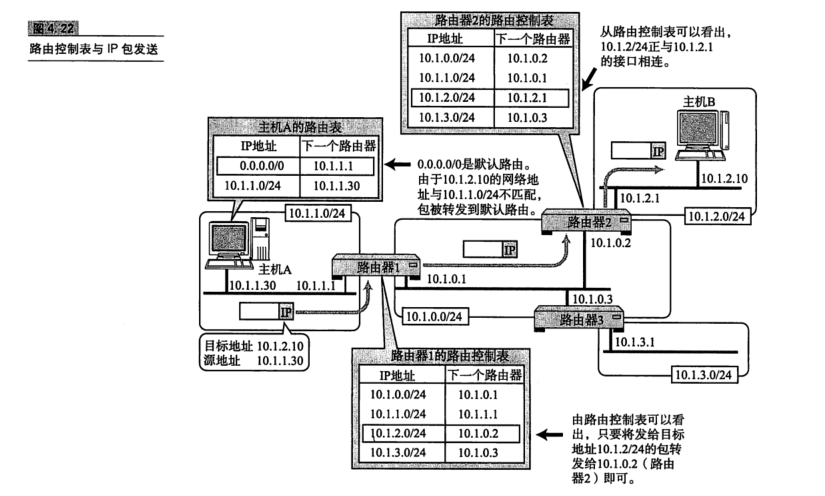 图4.22
路由控制表与 IP 包发送
路由器2的路由控制表
IP地址 下一个路由器
10.1.0.0/24 10.1.0.2
10.1.1.0/24 10.1.0.1
10.1.2.0/24 10.1.2.1
10.1.3.0/24 10.1.0.3
从路由控制表可以看出，
10.1.2/24正与10.1.2.1
的接口相连。
主机B
IP
10.1.2.10
10.1.2.1
10.1.2.0/24
主机A的路由表
IP地址 下一个路由器
0.0.0.0/0 10.1.1.1
10.1.1.0/24 10.1.1.30
0.0.0.0/0是默认路由。
由于10.1.2.10的网络地
址与10.1.1.0/24不匹配，
包被转发到默认路由。
10.1.1.0/24
主机A
10.1.1.30 10.1.1.1
IP
目标地址 10.1.2.10
源地址 10.1.1.30
路由器1
10.1.0.1
IP
路由器2
10.1.0.2
10.1.0.0/24
10.1.0.3
路由器3
10.1.3.1
10.1.3.0/24
路由器1的路由控制表
IP地址 下一个路由器
10.1.0.0/24 10.1.0.1
10.1.1.0/24 10.1.1.1
10.1.2.0/24 10.1.0.2
10.1.3.0/24 10.1.0.3
由路由控制表可以看
出，只要将发给目标
地址10.1.2/24的包转
发给10.1.0.2（路由
器2）即可。